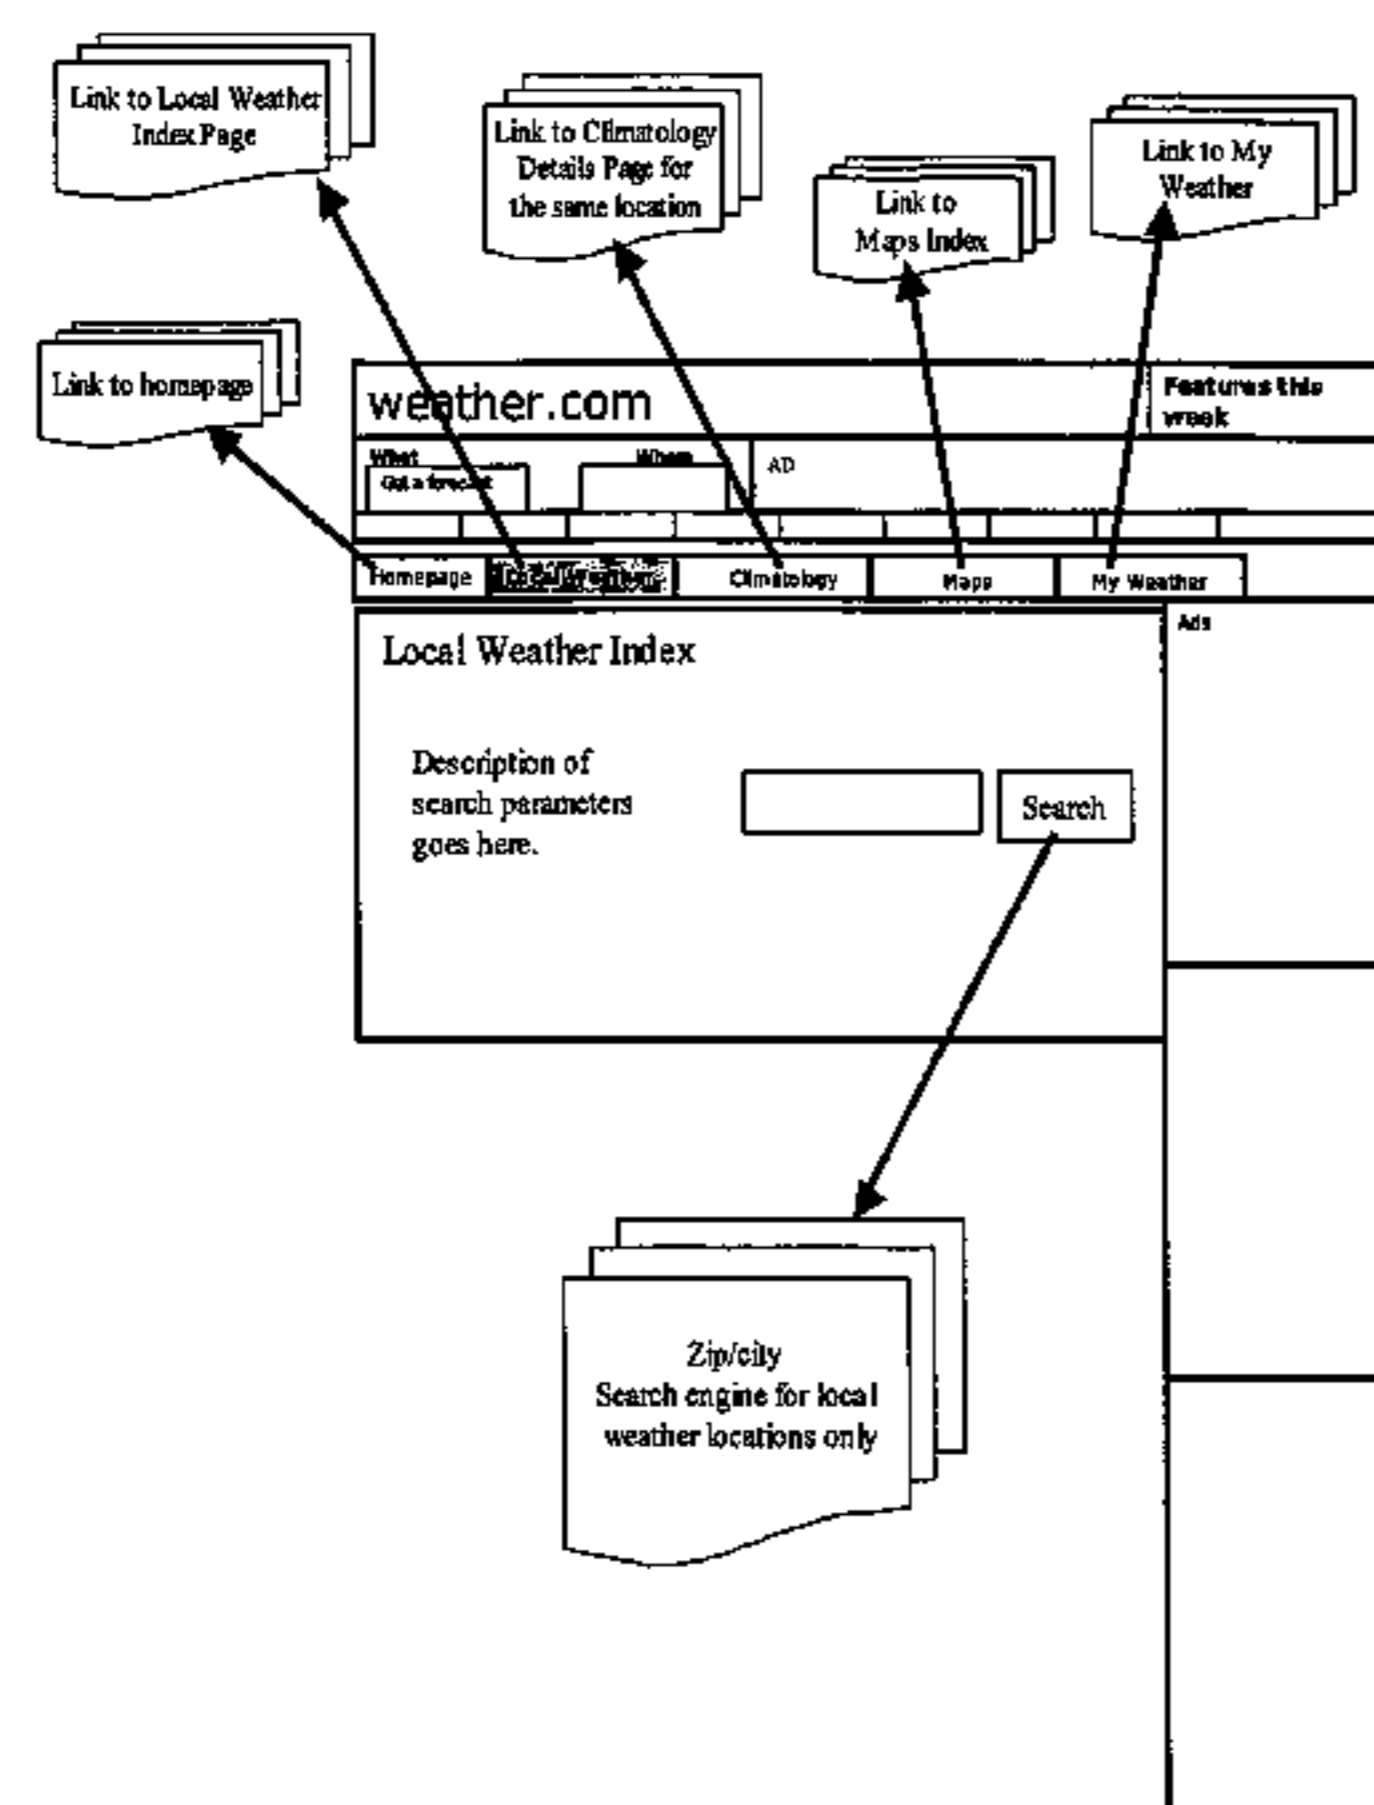 Link to Local Weather
Index Page
Link to Climatology
Details Page for
the same location
Link to
Maps Index
Link to My
Weather
Link to homepage
weather.com
Features this
week
What
Where
AD
Get a forecast
Homepage
Local Weather
Climatology
Maps
My Weather
Ads
Local Weather Index
Description of
search parameters
goes here.
Search
Zip/city
Search engine for local
weather locations only